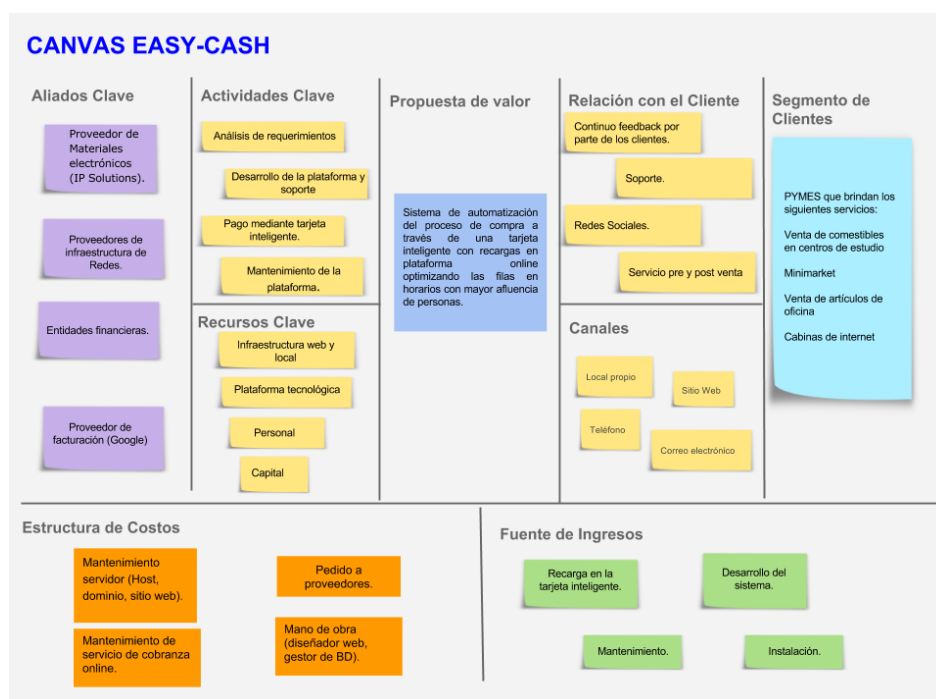 CANVAS EASY-CASH
Aliados Clave
Proveedor de
Materiales
electrónicos
(IP Solutions).
Proveedores de
infraestructura de
Redes.
Entidades financieras.
Proveedor de
facturación (Google)
Actividades Clave
Análisis de requerimientos
Desarrollo de la plataforma y
soporte
Pago mediante tarjeta
inteligente.
Mantenimiento de la
plataforma.
Recursos Clave
Infraestructura web y
local
Plataforma tecnológica
Personal
Capital
Propuesta de valor
Sistema de automatización
del proceso de compra a
través de una tarjeta
inteligente con recargas en
plataforma online
optimizando las filas en
horarios con mayor afluencia
de personas.
Relación con el Cliente
Continuo feedback por
parte de los clientes.
Soporte.
Redes Sociales.
Servicio pre y post venta
Canales
Local propio
Sitio Web
Teléfono
Correo electrónico
Segmento de
Clientes
PYMES que brindan los
siguientes servicios:
Venta de comestibles
en centros de estudio
Minimarket
Venta de artículos de
oficina
Cabinas de internet
Estructura de Costos
Mantenimiento
servidor (Host,
dominio, sitio web).
Pedido a
proveedores.
Mantenimiento de
servicio de cobranza
online.
Mano de obra
(diseñador web,
gestor de BD).
Fuente de Ingresos
Recarga en la
tarjeta inteligente.
Desarrollo del
sistema.
Mantenimiento.
Instalación.